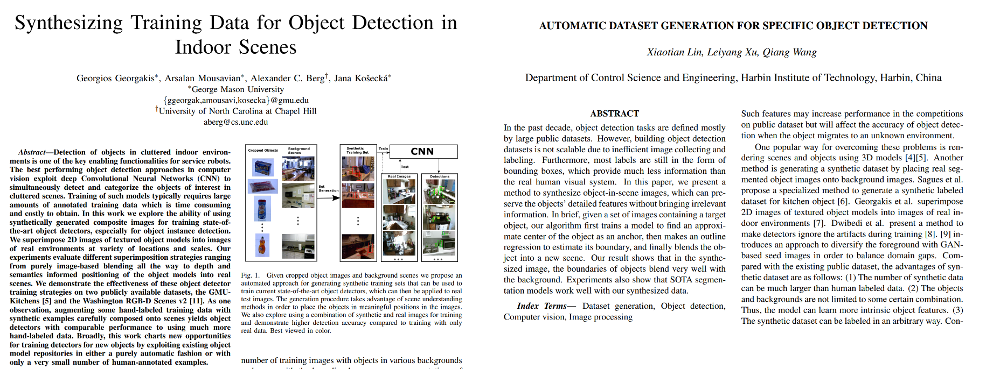 Synthesizing Training Data for Object Detection in
Indoor Scenes
Georgios Georgakis*, Arsalan Mousavian*, Alexander C. Berg†, Jana Košecká*
*George Mason University
{ggeorgak,amousavi,kosecka}@gmu.edu
†University of North Carolina at Chapel Hill
aberg@cs.unc.edu
Abstract—Detection of objects in cluttered indoor environ-
ments is one of the key enabling functionalities for service robots.
The best performing object detection approaches in computer
vision exploit deep Convolutional Neural Networks (CNN) to
simultaneously detect and categorize the objects of interest in
cluttered scenes. Training of such models typically requires large
amounts of annotated training data which is time consuming
and costly to obtain. In this work we explore the ability of using
synthetically generated composite images for training state-of-
the-art object detectors, especially for object instance detection.
We superimpose 2D images of textured object models into images
of real environments at variety of locations and scales. Our
experiments evaluate different superimposition strategies ranging
from purely image-based blending all the way to depth and
semantics informed positioning of the object models into real
scenes. We demonstrate the effectiveness of these object detector
training strategies on two publicly available datasets, the GMU-
Kitchens [5] and the Washington RGB-D Scenes v2 [11]. As one
observation, augmenting some hand-labeled training data with
synthetic examples carefully composed onto scenes yields object
detectors with comparable performance to using much more
hand-labeled data. Broadly, this work charts new opportunities
for training detectors for new objects by exploiting existing object
model repositories in either a purely automatic fashion or with
only a very small number of human-annotated examples.
Cropped Objects
Background
Scenes
Set
Generation
Synthetic
Training Set
Train
CNN
Test
Real Images
Detections
Fig. 1. Given cropped object images and background scenes we propose an
automated approach for generating synthetic training sets that can be used to
train current state-of-the-art object detectors, which can then be applied to real
test images. The generation procedure takes advantage of scene understanding
methods in order to place the objects in meaningful positions in the images.
We also explore using a combination of synthetic and real images for training
and demonstrate higher detection accuracy compared to training with only
real data. Best viewed in color.
number of training images with objects in various backgrounds
AUTOMATIC DATASET GENERATION FOR SPECIFIC OBJECT DETECTION
Xiaotian Lin, Leiyang Xu, Qiang Wang
Department of Control Science and Engineering, Harbin Institute of Technology, Harbin, China
ABSTRACT
In the past decade, object detection tasks are defined mostly
by large public datasets. However, building object detection
datasets is not scalable due to inefficient image collecting and
labeling. Furthermore, most labels are still in the form of
bounding boxes, which provide much less information than
the real human visual system. In this paper, we present a
method to synthesize object-in-scene images, which can pre-
serve the objects' detailed features without bringing irrelevant
information. In brief, given a set of images containing a target
object, our algorithm first trains a model to find an approxi-
mate center of the object as an anchor, then makes an outline
regression to estimate its boundary, and finally blends the ob-
ject into a new scene. Our result shows that in the synthe-
sized image, the boundaries of objects blend very well with
the background. Experiments also show that SOTA segmen-
tation models work well with our synthesized data.
Index Terms— Dataset generation, Object detection,
Computer vision, Image processing
Such features may increase performance in the competitions
on public dataset but will affect the accuracy of object detec-
tion when the object migrates to an unknown environment.
One popular way for overcoming these problems is ren-
dering scenes and objects using 3D models [4][5]. Another
method is generating a synthetic dataset by placing real seg-
mented object images onto background images. Sagues et al.
propose a specialized method to generate a synthetic labeled
dataset for kitchen object [6]. Georgakis et al. superimpose
2D images of textured object models into images of real in-
door environments [7]. Dwibedi et al. present a method to
make detectors ignore the artifacts during training [8]. [9] in-
troduces an approach to diversify the foreground with GAN-
based seed images in order to balance domain gaps. Com-
pared with the existing public dataset, the advantages of syn-
thetic dataset are as follows: (1) The number of synthetic data
can be much larger than human labeled data. (2) The objects
and backgrounds are not limited to some certain combination.
Thus, the model can learn more intrinsic object features. (3)
The synthetic dataset can be labeled in an arbitrary way. Con-